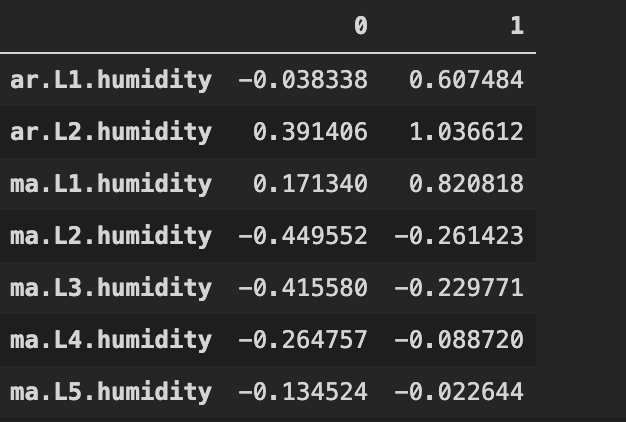 0 1
ar.L1.humidity -0.038338 0.607484
ar.L2.humidity 0.391406 1.036612
ma.L1.humidity 0.171340 0.820818
ma.L2.humidity -0.449552 -0.261423
ma.L3.humidity -0.415580 -0.229771
ma.L4.humidity -0.264757 -0.088720
ma.L5.humidity -0.134524 -0.022644